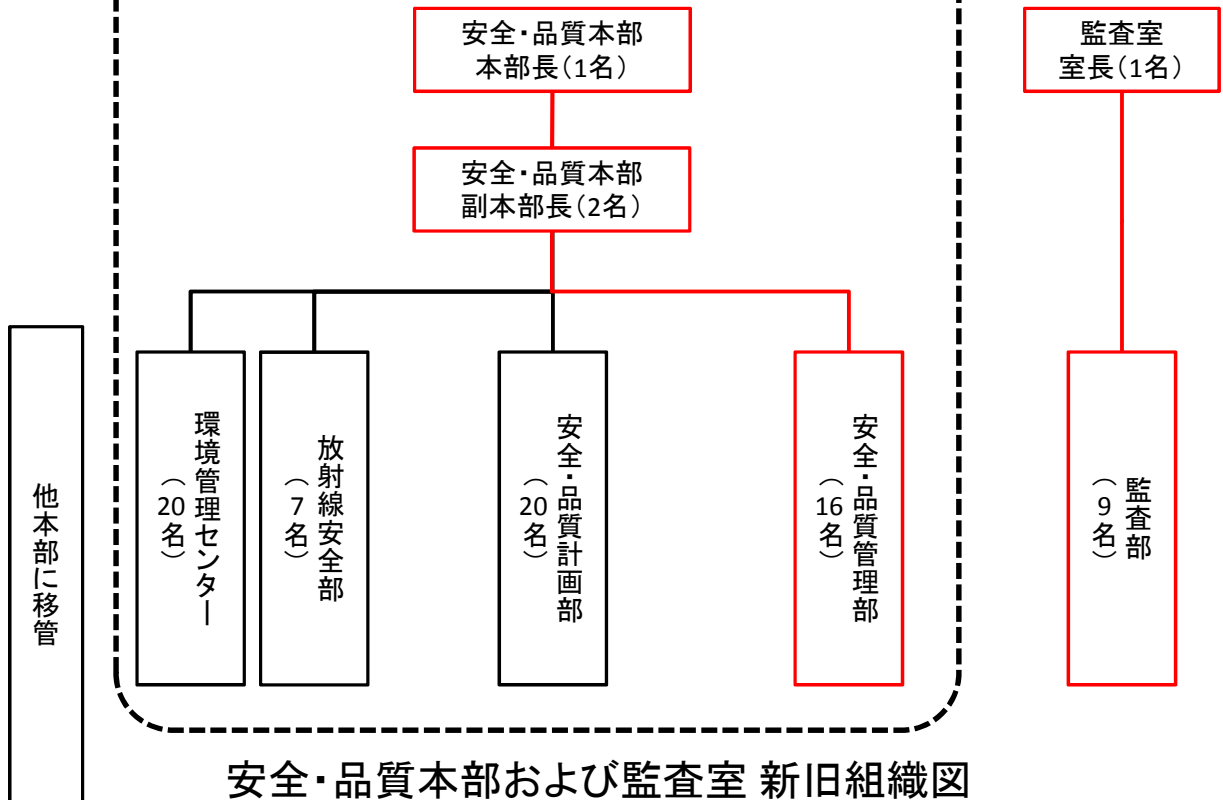 安全・品質本部
本部長（1名）
監査室
室長（1名）
安全・品質本部
副本部長（2名）
他本部に移管
環境管理センター
（20名）
放射線安全部
（7名）
安全・品質計画部
（20名）
安全・品質管理部
（16名）
監査部
（9名）
安全・品質本部および監査室 新旧組織図